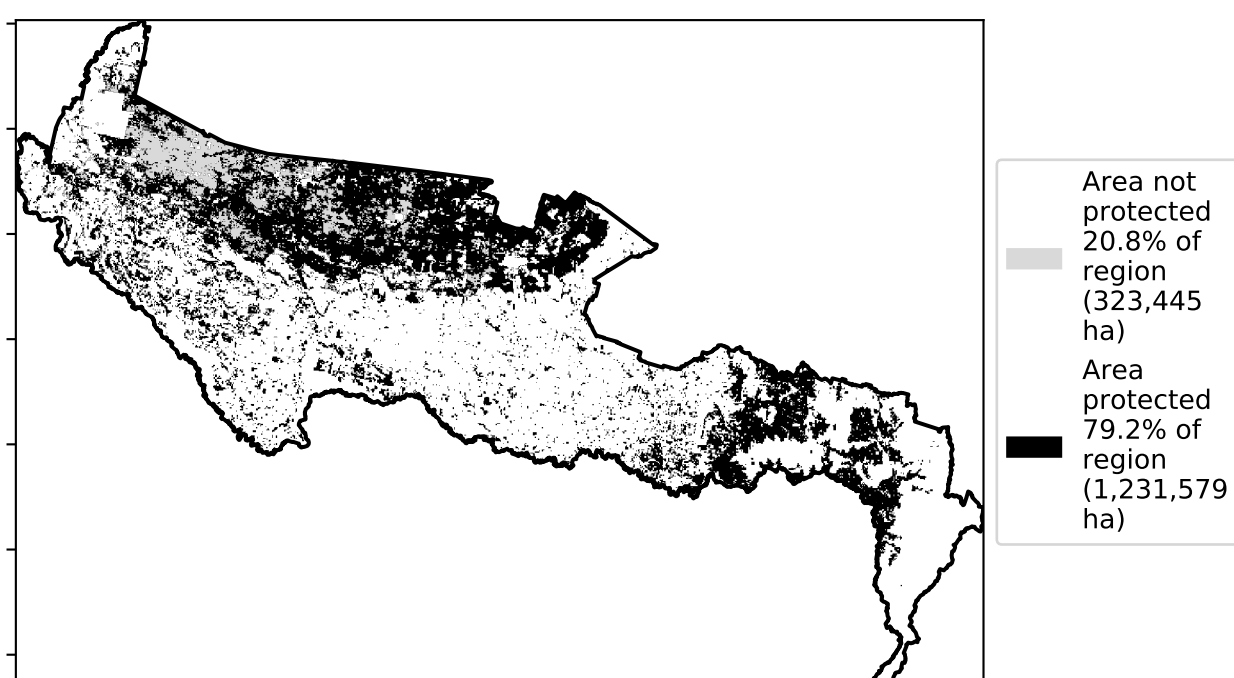 Area not
protected
20.8% of
region
(323,445
ha)
Area
protected
79.2% of
region
(1,231,579
ha)